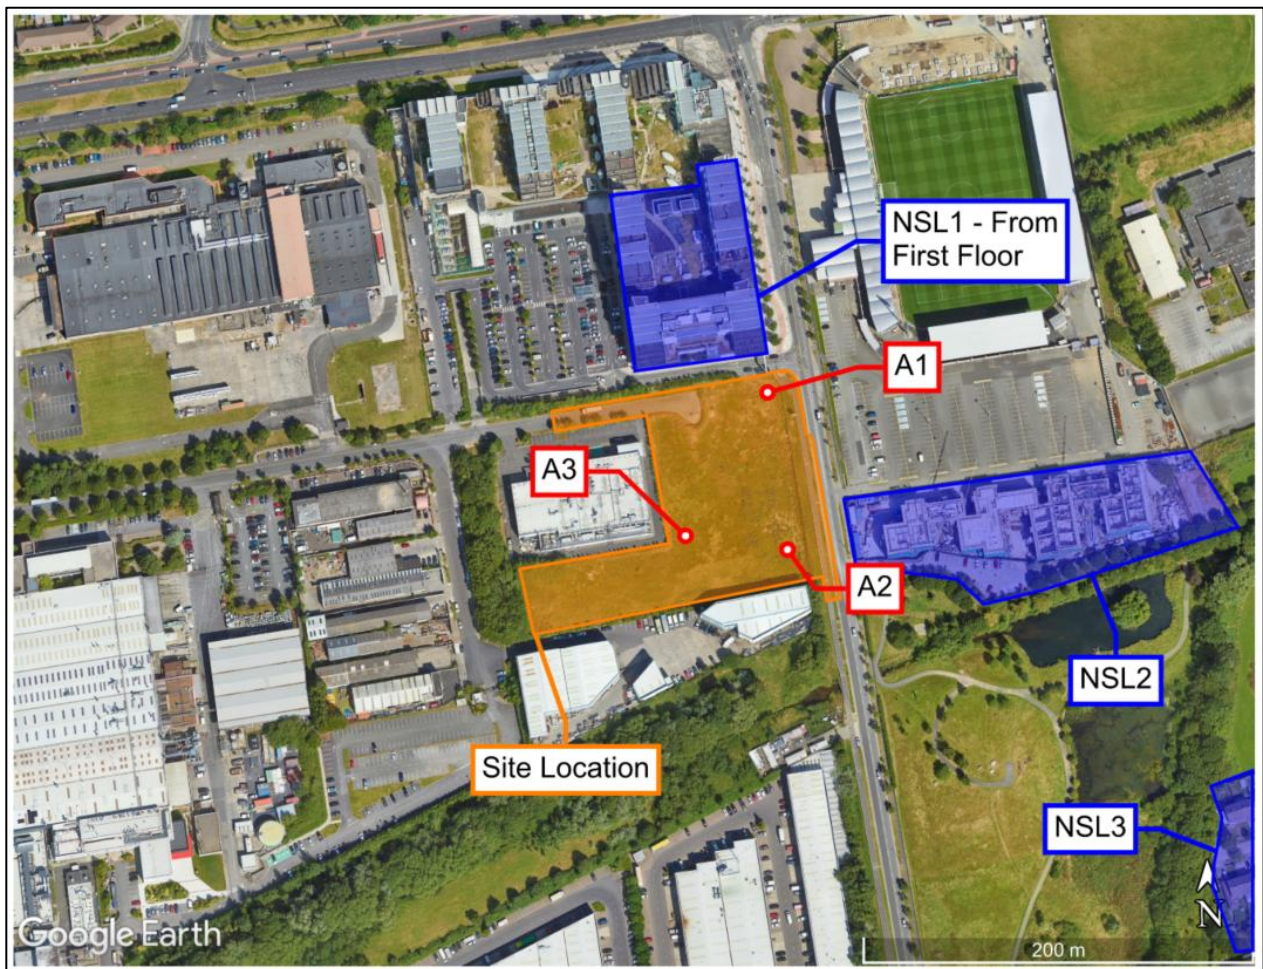 NSL1 - From
First Floor
A1
A3
A2
NSL2
Site Location
NSL3
N
Google Earth
200 m